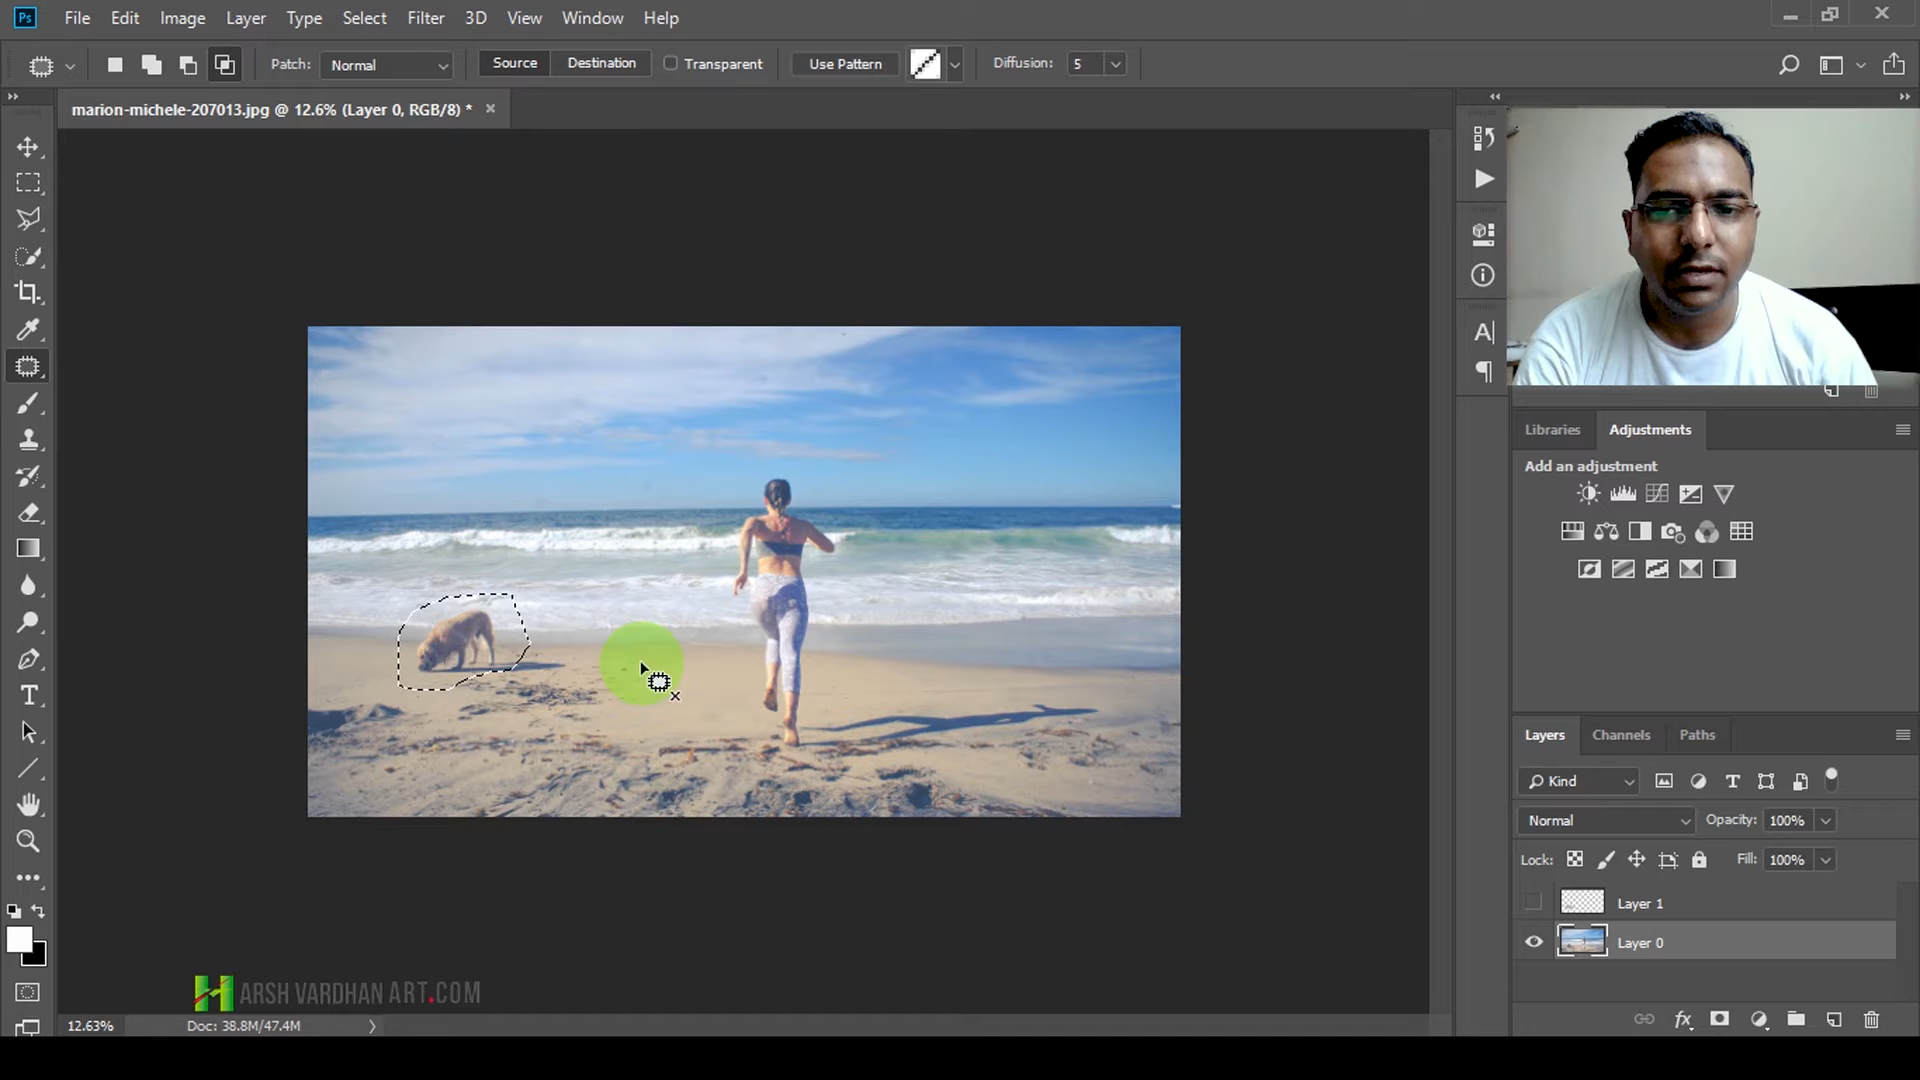 Ps File Edit Image Layer Type Select Filter 3D View Window Help
Patch: Normal Source Destination Transparent Use Pattern Diffusion: 5
marion-michele-207013.jpg @ 12.6% (Layer 0, RGB/8) *
Libraries Adjustments
Add an adjustment
Layers Channels Paths
Kind
Normal Opacity: 100%
Lock: Fill: 100%
Layer 1
Layer 0
H ARSH VARDHAN ART.COM
12.63% Doc: 38.8M/47.4M